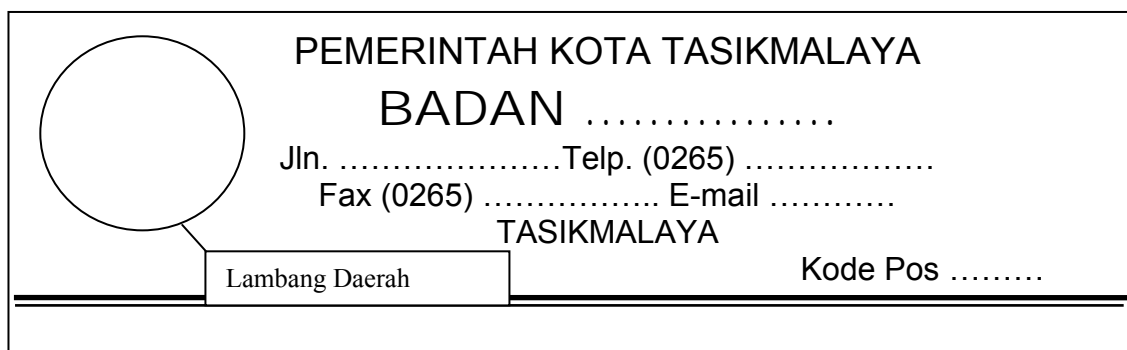 PEMERINTAH KOTA TASIKMALAYA
BADAN ................
Jln. …………………Telp. (0265) ………………
Fax (0265) …………….. E-mail …………
TASIKMALAYA
Kode Pos ………
Lambang Daerah